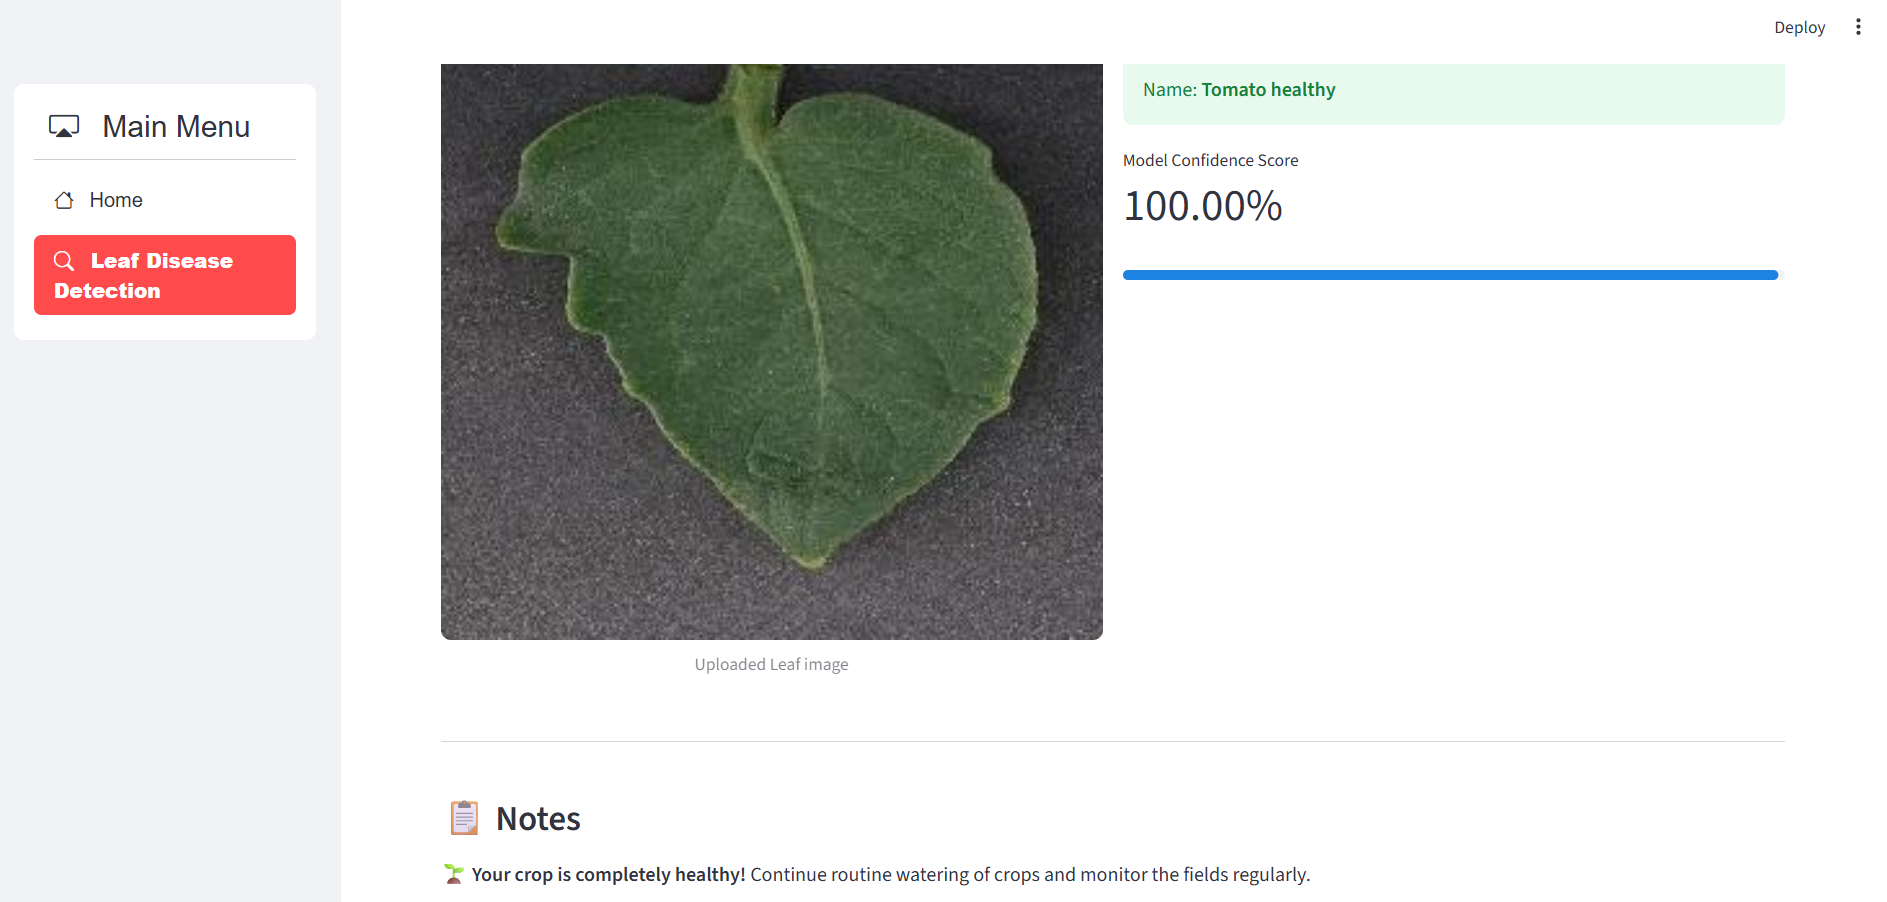 Deploy
Main Menu
Home
Leaf Disease
Detection
Name: Tomato healthy
Model Confidence Score
100.00%
Uploaded Leaf image
Notes
Your crop is completely healthy! Continue routine watering of crops and monitor the fields regularly.